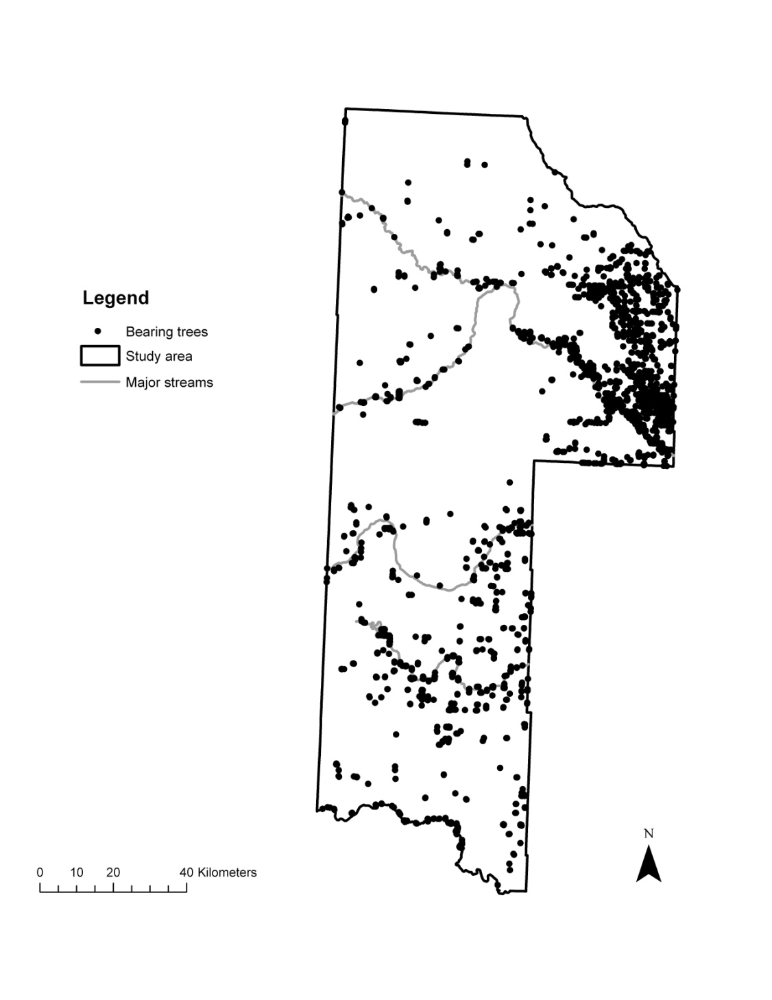 Legend
Bearing trees
Study area
Major streams
N
0 10 20 40 Kilometers